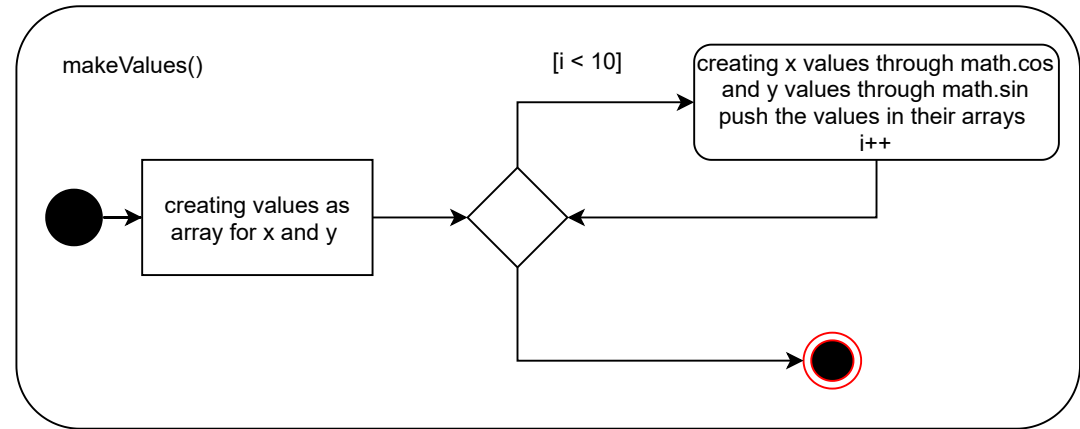 makeValues()
[i < 10]
creating x values through math.cos
and y values through math.sin
push the values in their arrays
i++
creating values as
array for x and y